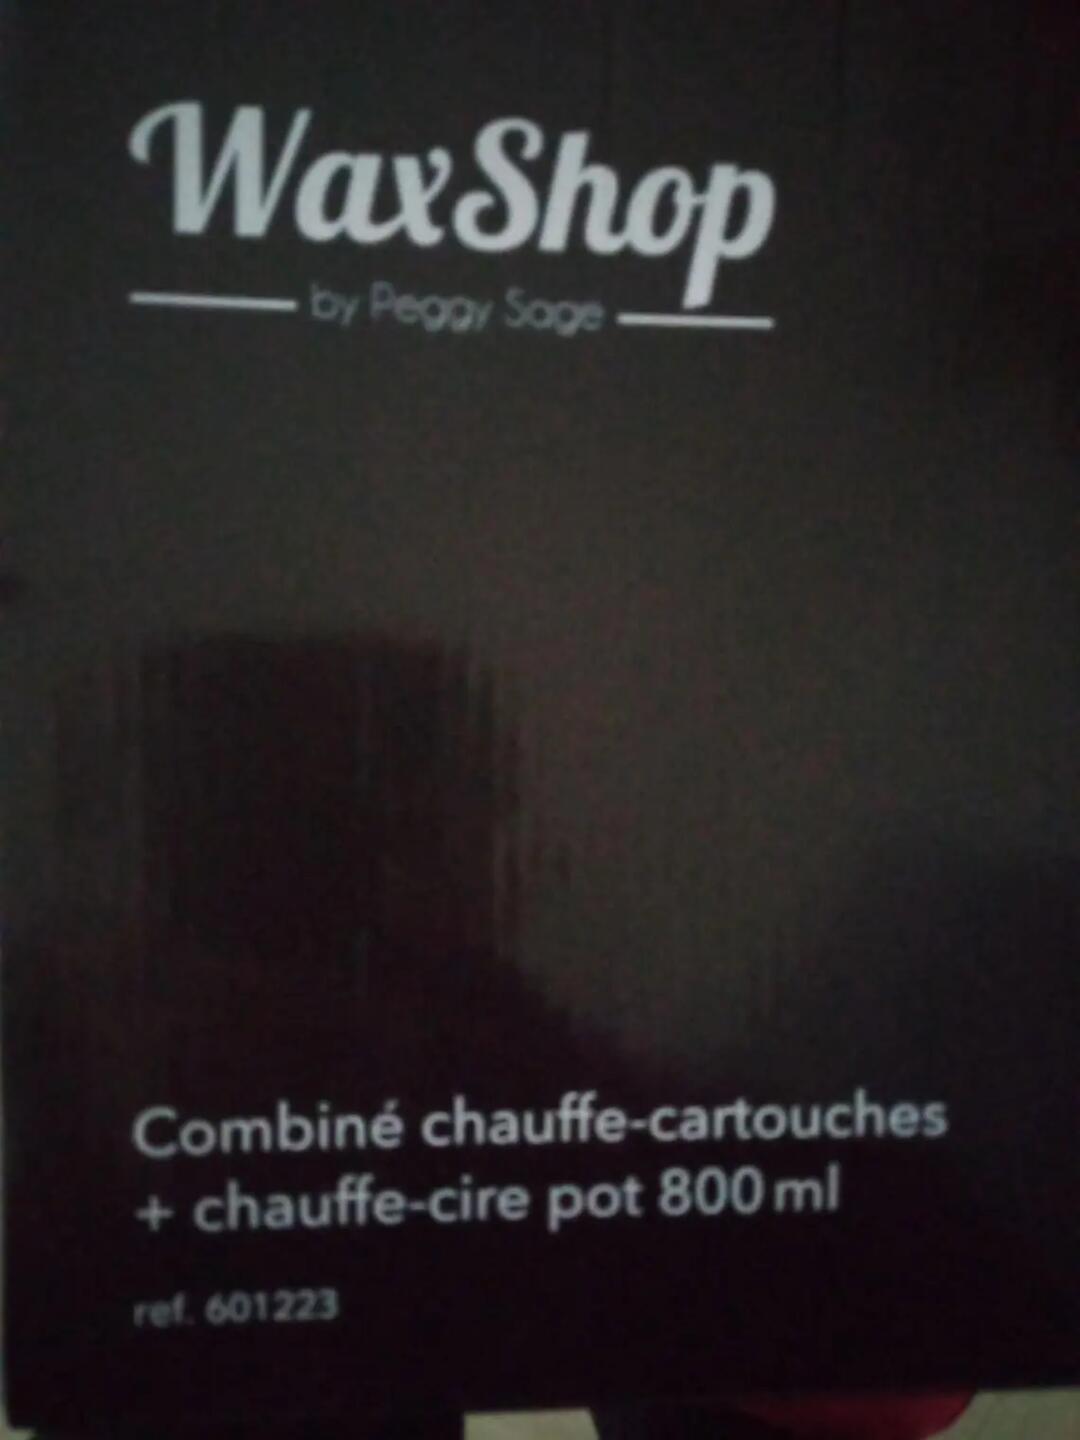 WaxShop
by Peggy Sage
Combiné chauffe-cartouches
+ chauffe-cire pot 800 ml
ref. 601223